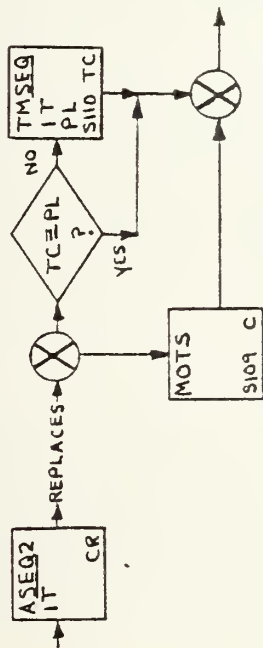 ASEQ2
IT
CR
REPLACES
TC=PL
?
NO
YES
TMSEQ
IT
PL
S110 TC
MOTS
S109 C